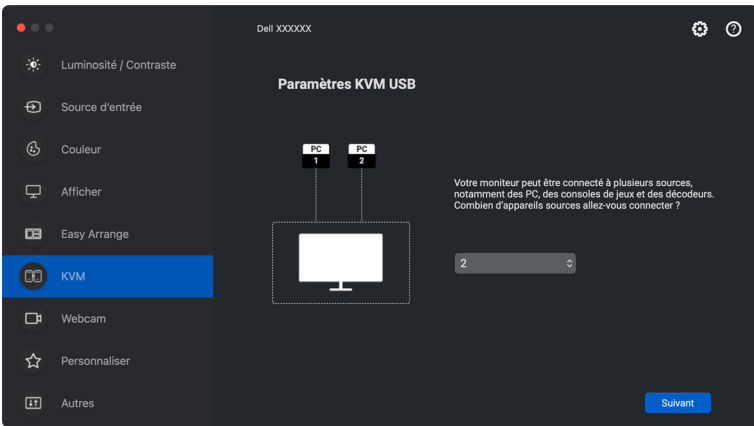 Dell XXXXXX
Luminosité / Contraste
Source d'entrée
Couleur
Afficher
Easy Arrange
KVM
Webcam
Personnaliser
Autres
Paramètres KVM USB
PC 1
PC 2
Votre moniteur peut être connecté à plusieurs sources,
notamment des PC, des consoles de jeux et des décodeurs.
Combien d'appareils sources allez-vous connecter ?
2
Suivant